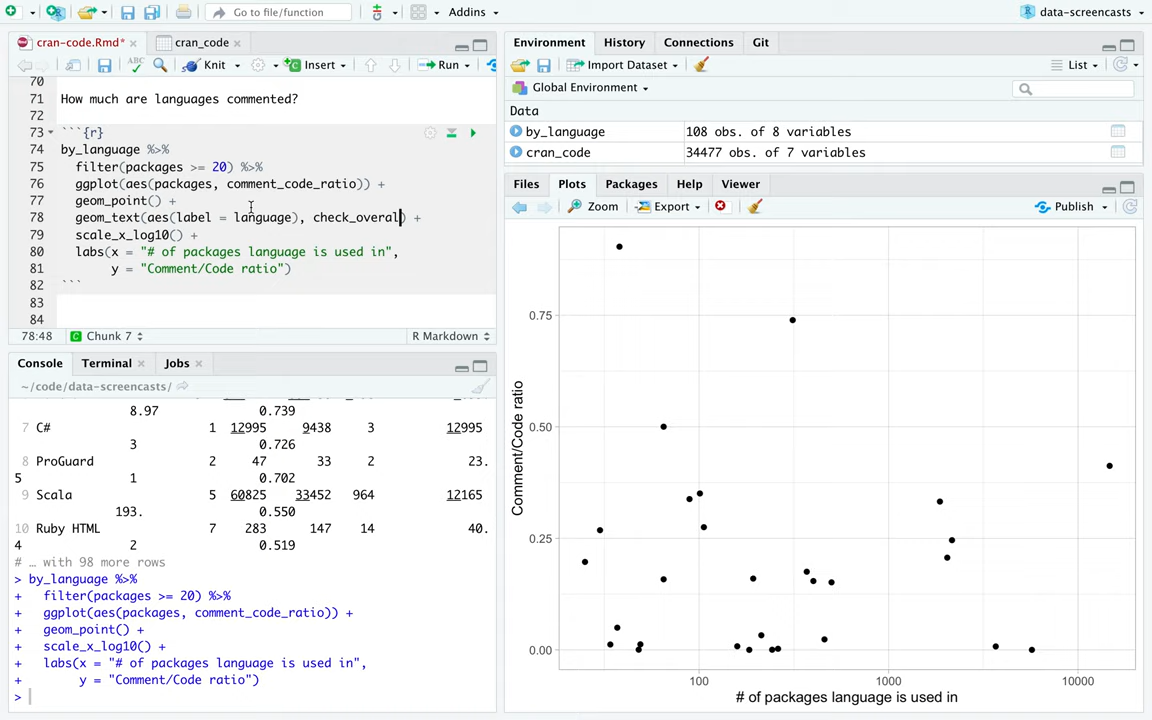 Go to file/function
Addins
data-screencasts
cran-code.Rmd*
cran_code
ABC
Knit
Insert
Run
70
71 How much are languages commented?
72
73 ```{r}
74 by_language %>%
75 filter(packages >= 20) %>%
76 ggplot(aes(packages, comment_code_ratio)) +
77 geom_point() +
78 geom_text(aes(label = language), check_overal) +
79 scale_x_log10() +
80 labs(x = "# of packages language is used in",
81 y = "Comment/Code ratio")
82 ```
83
84
78:48 Chunk 7 R Markdown
Console Terminal Jobs
~/code/data-screencasts/
8.97 0.739
7 C# 1 12995 9438 3 12995
3 0.726
8 ProGuard 2 47 33 2 23.
5 1 0.702
9 Scala 5 60825 33452 964 12165
193. 0.550
10 Ruby HTML 7 283 147 14 40.
4 2 0.519
# … with 98 more rows
> by_language %>%
+ filter(packages >= 20) %>%
+ ggplot(aes(packages, comment_code_ratio)) +
+ geom_point() +
+ scale_x_log10() +
+ labs(x = "# of packages language is used in",
+ y = "Comment/Code ratio")
>
Environment History Connections Git
Import Dataset
List
Global Environment
Data
by_language 108 obs. of 8 variables
cran_code 34477 obs. of 7 variables
Files Plots Packages Help Viewer
Zoom Export Publish
0.75
0.50
0.25
0.00
Comment/Code ratio
100 1000 10000
# of packages language is used in